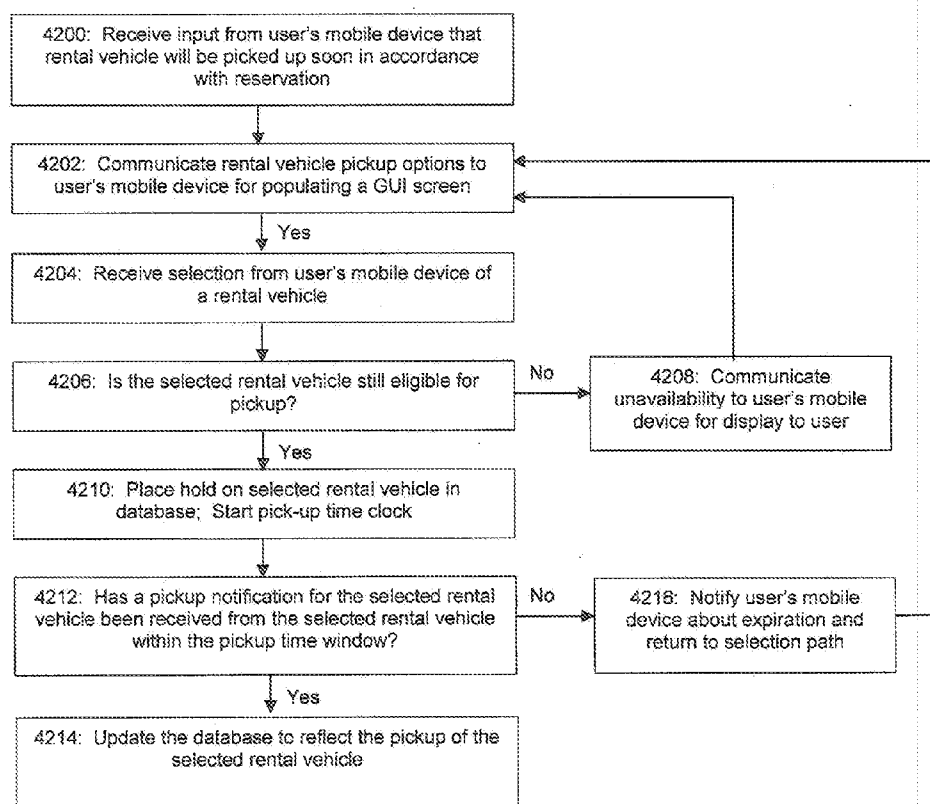 4200: Receive input from user's mobile device that
rental vehicle will be picked up soon in accordance
with reservation
4202: Communicate rental vehicle pickup options to
user's mobile device for populating a GUI screen
Yes
4204: Receive selection from user's mobile device of
a rental vehicle
4206: Is the selected rental vehicle still eligible for
pickup?
No
4208: Communicate
unavailability to user's mobile
device for display to user
Yes
4210: Place hold on selected rental vehicle in
database; Start pick-up time clock
4212: Has a pickup notification for the selected rental
vehicle been received from the selected rental vehicle
within the pickup time window?
No
4216: Notify user's mobile
device about expiration and
return to selection path
Yes
4214: Update the database to reflect the pickup of the
selected rental vehicle